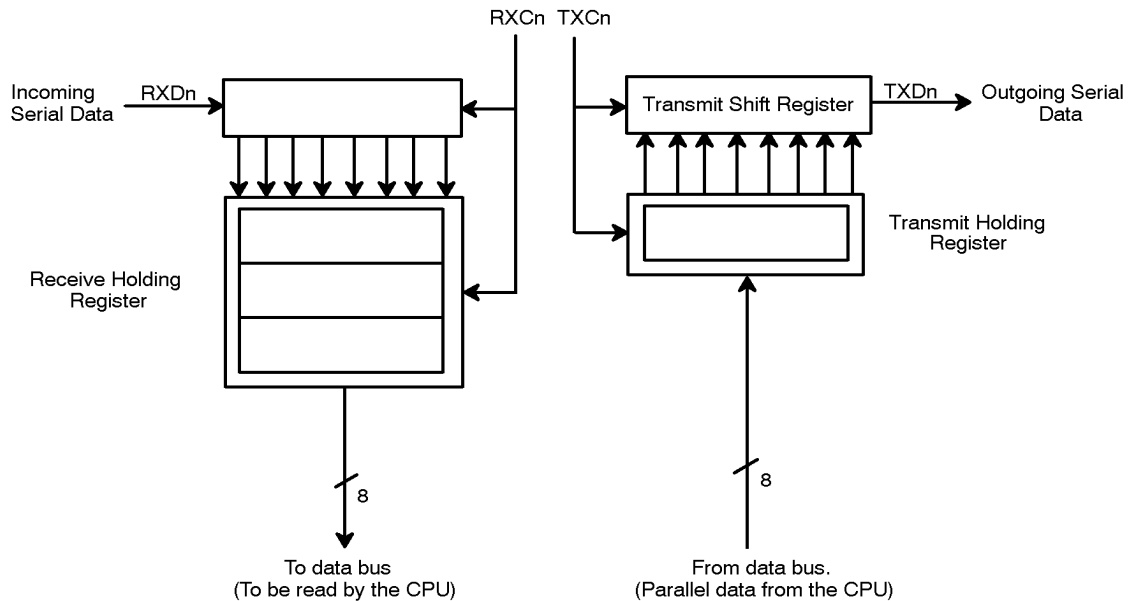 RXCn TXCn
Incoming
Serial Data
RXDn
Transmit Shift Register
TXDn
Outgoing Serial
Data
Receive Holding
Register
Transmit Holding
Register
8
8
To data bus
(To be read by the CPU)
From data bus.
(Parallel data from the CPU)